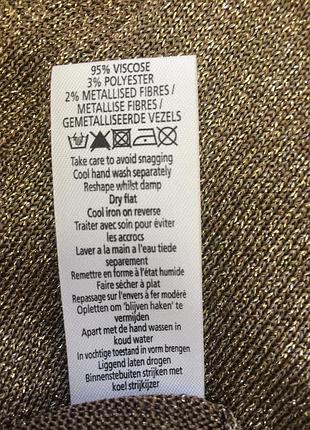 95% VISCOSE
3% POLYESTER
2% METALLISED FIBRES /
METALLISE FIBRES /
GEMETALLISEERDE VEZELS
Take care to avoid snagging
Cool hand wash separately
Reshape whilst damp
Dry flat
Cool iron on reverse
Traiter avec soin pour éviter
les accrocs
Laver a la main a l'eau tiede
separement
Remettre en forme à l'état humide
Faire sécher à plat
Repassage sur l'envers à fer modéré
Opletten om 'blijven haken' te
vermijden
Apart met de hand wassen in
koud water
In vochtige toestand in vorm brengen
Liggend laten drogen
Binnenstebuiten strijken met
koel strijkijzer